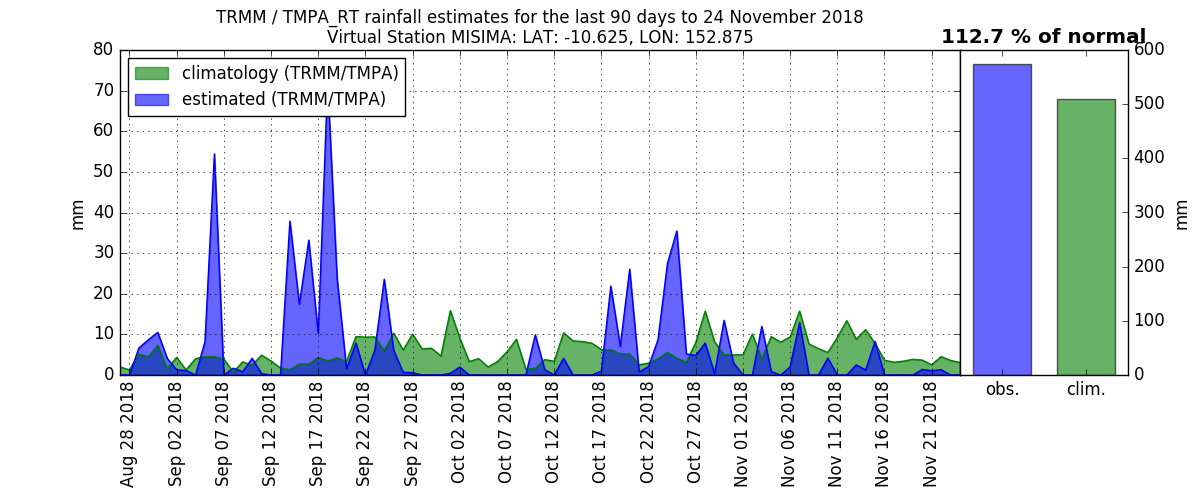 TRMM / TMPA_RT rainfall estimates for the last 90 days to 24 November 2018
Virtual Station MISIMA: LAT: -10.625, LON: 152.875
112.7 % of normal
climatology (TRMM/TMPA)
estimated (TRMM/TMPA)
80
70
60
50
40
30
20
10
0
mm
Aug 28 2018
Sep 02 2018
Sep 07 2018
Sep 12 2018
Sep 17 2018
Sep 22 2018
Sep 27 2018
Oct 02 2018
Oct 07 2018
Oct 12 2018
Oct 17 2018
Oct 22 2018
Oct 27 2018
Nov 01 2018
Nov 06 2018
Nov 11 2018
Nov 16 2018
Nov 21 2018
obs.
clim.
600
500
400
300
200
100
0
mm